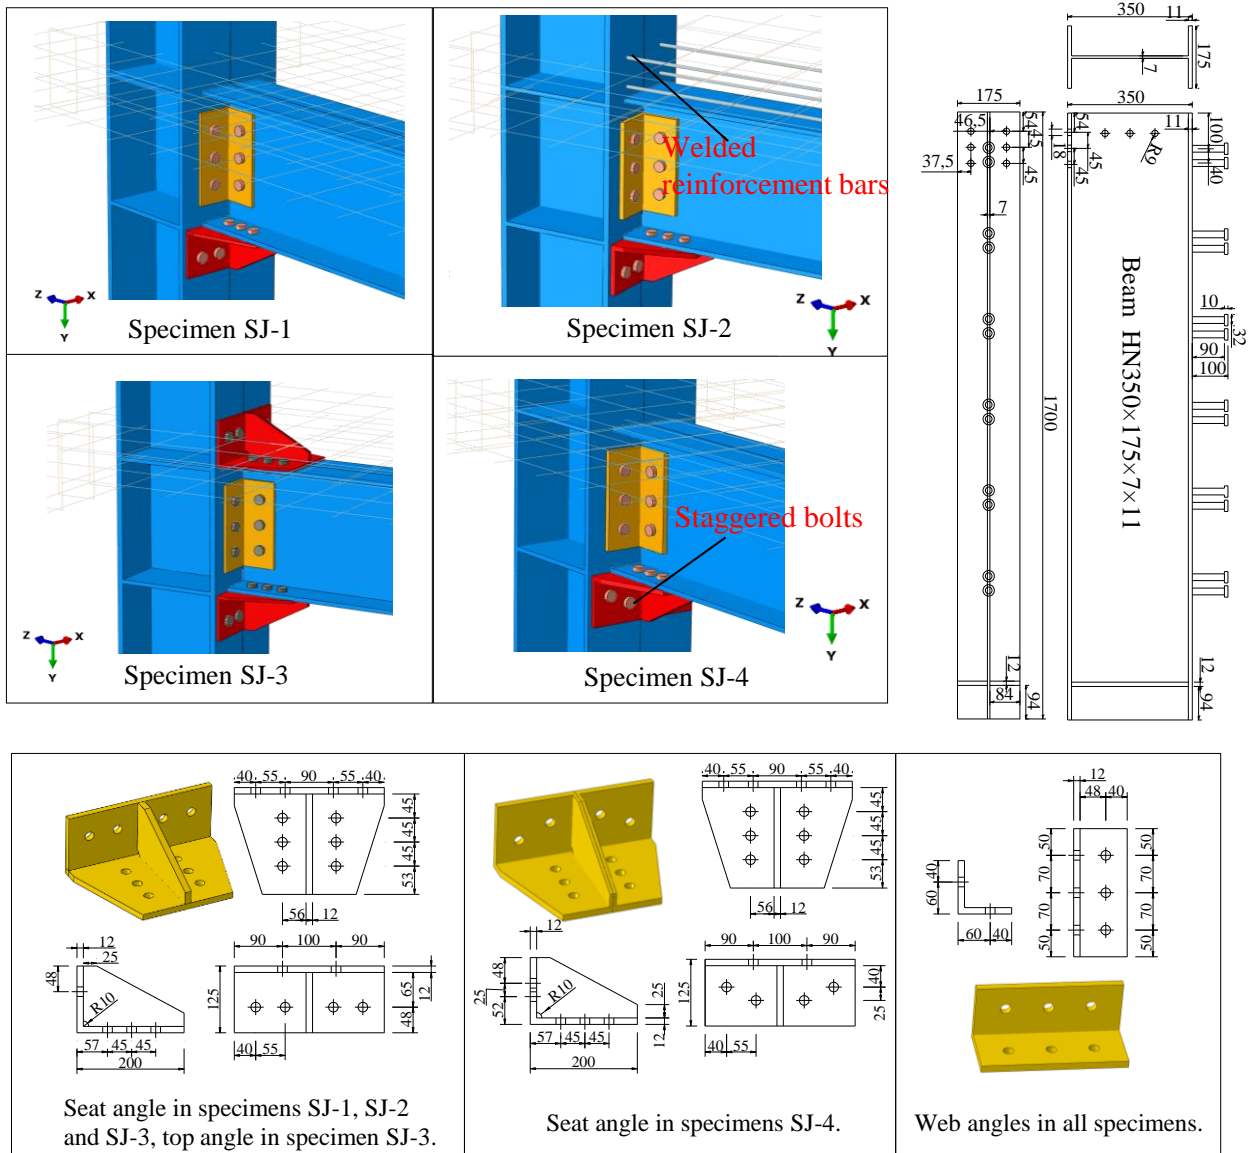 Welded
reinforcement bars
Z X
Y
Specimen SJ-1
Specimen SJ-2
Z X
Y
Z X
Y
Specimen SJ-3
Staggered bolts
Specimen SJ-4
Z X
Y
350
11
7
175
175
350
46,5
54
45
37,5
45
7
54
18
45
45
R9
11
100
40
10
32
90
100
Beam HN350×175×7×11
1700
12
84
94
12
94
40 55 90 55 40
45
45
45
53
56 12
12
25
48
R10
57 45 45
200
90 100 90
125
65
12
48
40 55
Seat angle in specimens SJ-1, SJ-2
and SJ-3, top angle in specimen SJ-3.
40 55 90 55 40
45
45
45
53
56 12
12
48
25
52
R10
25
12
57 45 45
200
90 100 90
125
40
25
40 55
Seat angle in specimens SJ-4.
12
48 40
50
70
70
50
50
70
70
50
40
60
60 40
Web angles in all specimens.